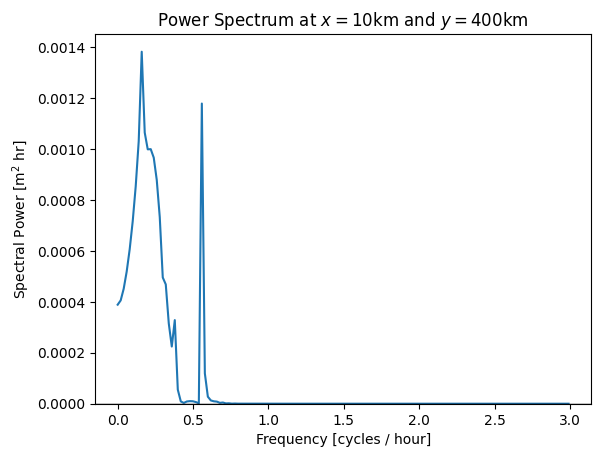 Power Spectrum at x = 10km and y = 400km
Spectral Power [m² hr]
0.0014
0.0012
0.0010
0.0008
0.0006
0.0004
0.0002
0.0000
0.0 0.5 1.0 1.5 2.0 2.5 3.0
Frequency [cycles / hour]